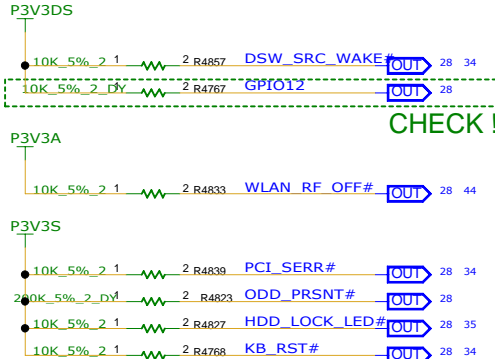 P3V3DS
10K_5%_2 1 2 R4857 DSW_SRC_WAKE# OUT 28 34
10K_5%_2_DY 1 2 R4767 GPIO12 OUT 28
CHECK !
P3V3A
10K_5%_2 1 2 R4833 WLAN_RF_OFF# OUT 28 44
P3V3S
10K_5%_2 1 2 R4839 PCI_SERR# OUT 28 34
200K_5%_2_DY 1 2 R4823 ODD_PRSNT# OUT 28
10K_5%_2 1 2 R4827 HDD_LOCK_LED# OUT 28 35
10K_5%_2 1 2 R4768 KB_RST# OUT 28 34